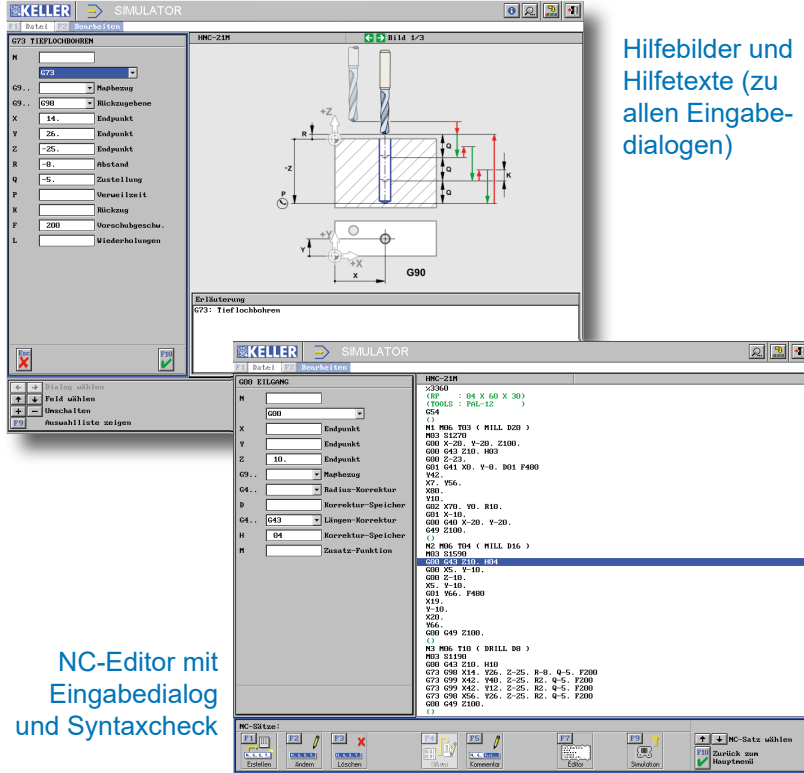 KELLER SIMULATOR
F1 Datei F2 Bearbeiten
G73 TIEFLOCHBOHREN
N
G73
G9.. Maßbezug
G9.. G98 Rückzugebene
X 14. Endpunkt
Y 26. Endpunkt
Z -25. Endpunkt
R -8. Abstand
Q -5. Zustellung
P Verweilzeit
K Rückzug
F 200 Vorschubgeschw.
L Wiederholungen
Esc F10
← → Dialog wählen
↑ ↓ Feld wählen
+ - Umschalten
F9 Auswahlliste zeigen
HNC-21M Bild 1/3
+Z
R
Q
-Z
Q
K
P
Q
+Y
Y
+X
X
G90
Erläuterung
G73: Tieflochbohren
Hilfebilder und
Hilfetexte (zu
allen Eingabe-
dialogen)
KELLER SIMULATOR
F1 Datei F2 Bearbeiten
G00 EILGANG
N
G00
X Endpunkt
Y Endpunkt
Z 10. Endpunkt
G9.. Maßbezug
G4.. Radius-Korrektur
D Korrektur-Speicher
G4.. G43 Längen-Korrektur
H 04 Korrektur-Speicher
M Zusatz-Funktion
HNC-21M
%3360
(RP : 84 X 60 X 30)
(TOOLS : PAL-12 )
G54
()
N1 M06 T03 ( MILL D20 )
M03 S1270
G00 X-20. Y-20. Z100.
G00 G43 Z10. H03
G00 Z-23.
G01 G41 X8. Y-8. D01 F480
Y42.
X7. Y56.
X80.
Y10.
G02 X70. Y0. R10.
G01 X-10.
G00 G40 X-20. Y-20.
G49 Z100.
()
N2 M06 T04 ( MILL D16 )
M03 S1590
G00 G43 Z10. H04
G00 X5. Y-10.
G00 Z-10.
X5. Y-10.
G01 Y66. F480
X19.
Y-10.
X20.
Y66.
G00 G49 Z100.
()
N3 M06 T10 ( DRILL D8 )
M03 S1190
G00 G43 Z10. H10
G73 G98 X14. Y26. Z-25. R-8. Q-5. F200
G73 G99 X42. Y40. Z-25. R2. Q-5. F200
G73 G99 X42. Y12. Z-25. R2. Q-5. F200
G73 G98 X56. Y26. Z-25. R2. Q-5. F200
G00 G49 Z100.
()
NC-Editor mit
Eingabedialog
und Syntaxcheck
NC-Sätze:
F1 F2 F3 F4 F5 F7 F9
Erstellen Ändern Löschen Kommentar Editor Simulation
↑ ↓ NC-Satz wählen
F10 Zurück zum
Hauptmenü